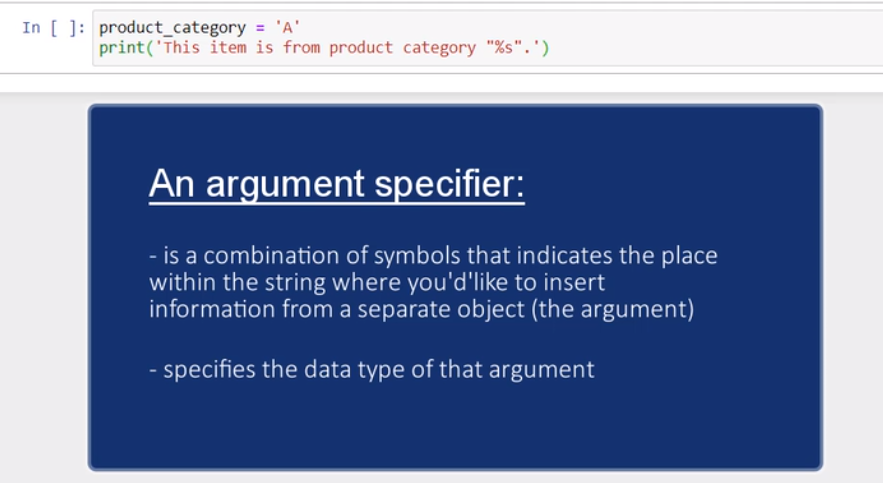 In [ ]: product_category = 'A'
print('This item is from product category "%s".')
An argument specifier:
- is a combination of symbols that indicates the place
within the string where you'd'like to insert
information from a separate object (the argument)
- specifies the data type of that argument